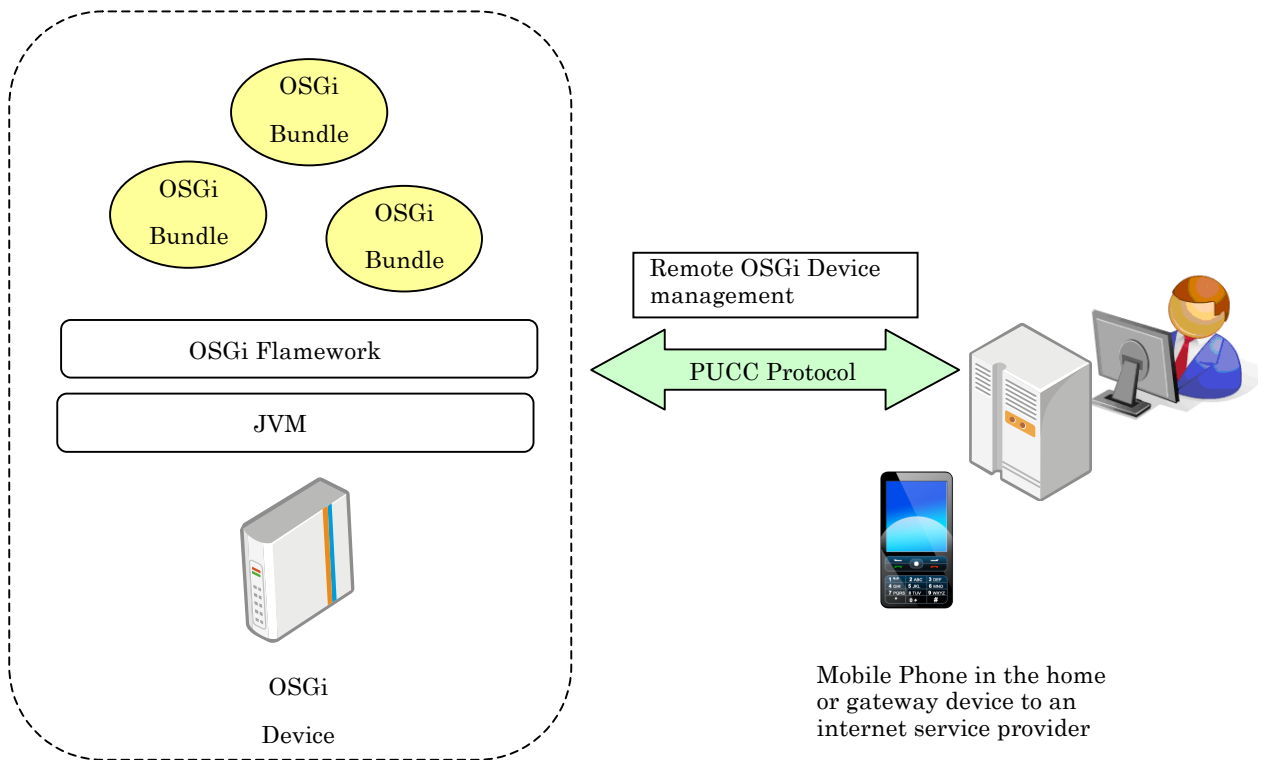 OSGi
Bundle
OSGi
Bundle
OSGi
Bundle
OSGi Flamework
JVM
OSGi
Device
Remote OSGi Device
management
PUCC Protocol
Mobile Phone in the home
or gateway device to an
internet service provider